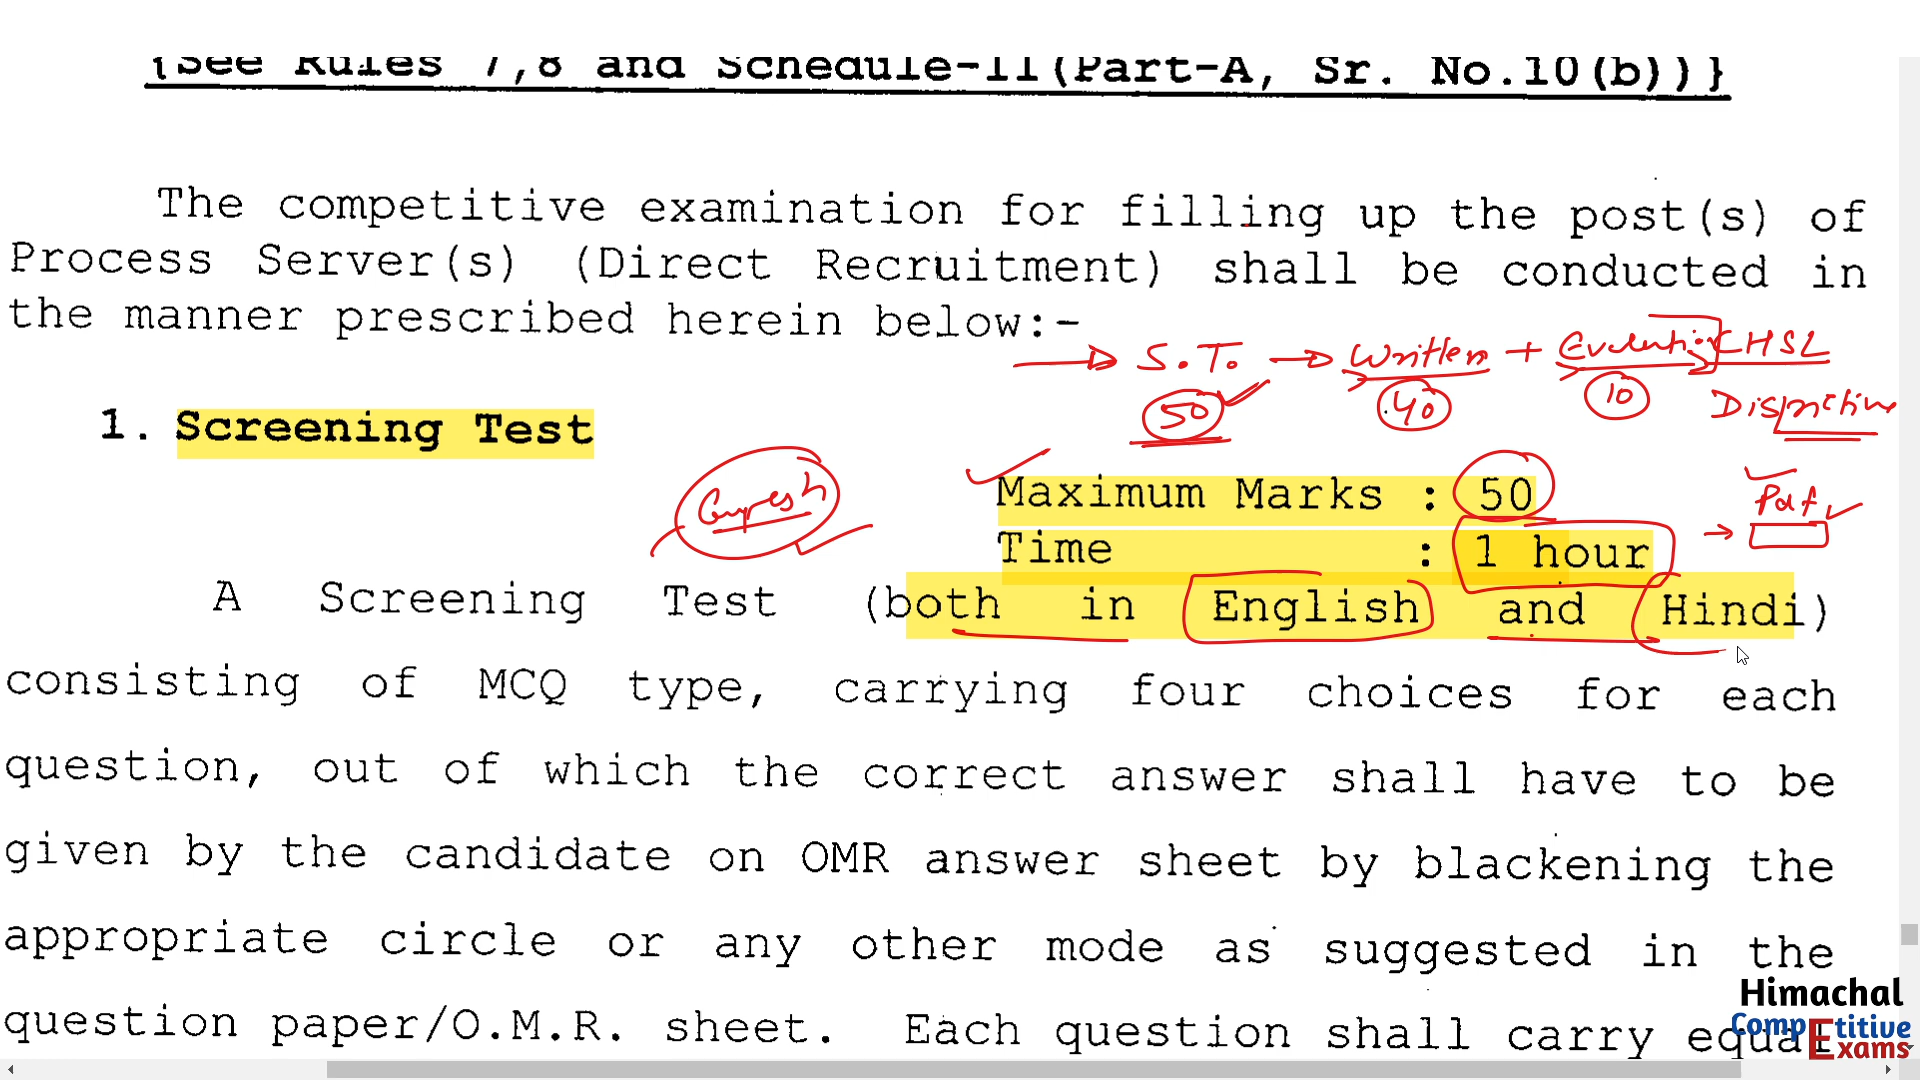 {See Rules 7,8 and Schedule-II(Part-A, Sr. No.10(b))}
The competitive examination for filling up the post(s) of
Process Server(s) (Direct Recruitment) shall be conducted in
the manner prescribed herein below:-
S.T. Written + CHSL
50 40 10
1. Screening Test
Maximum Marks : 50
Pdf
Time : 1 hour
A Screening Test (both in English and Hindi)
consisting of MCQ type, carrying four choices for each
question, out of which the correct answer shall have to be
given by the candidate on OMR answer sheet by blackening the
appropriate circle or any other mode as suggested in the
question paper/O.M.R. sheet. Each question shall carry equal
Himachal
CompEtitive
Exams